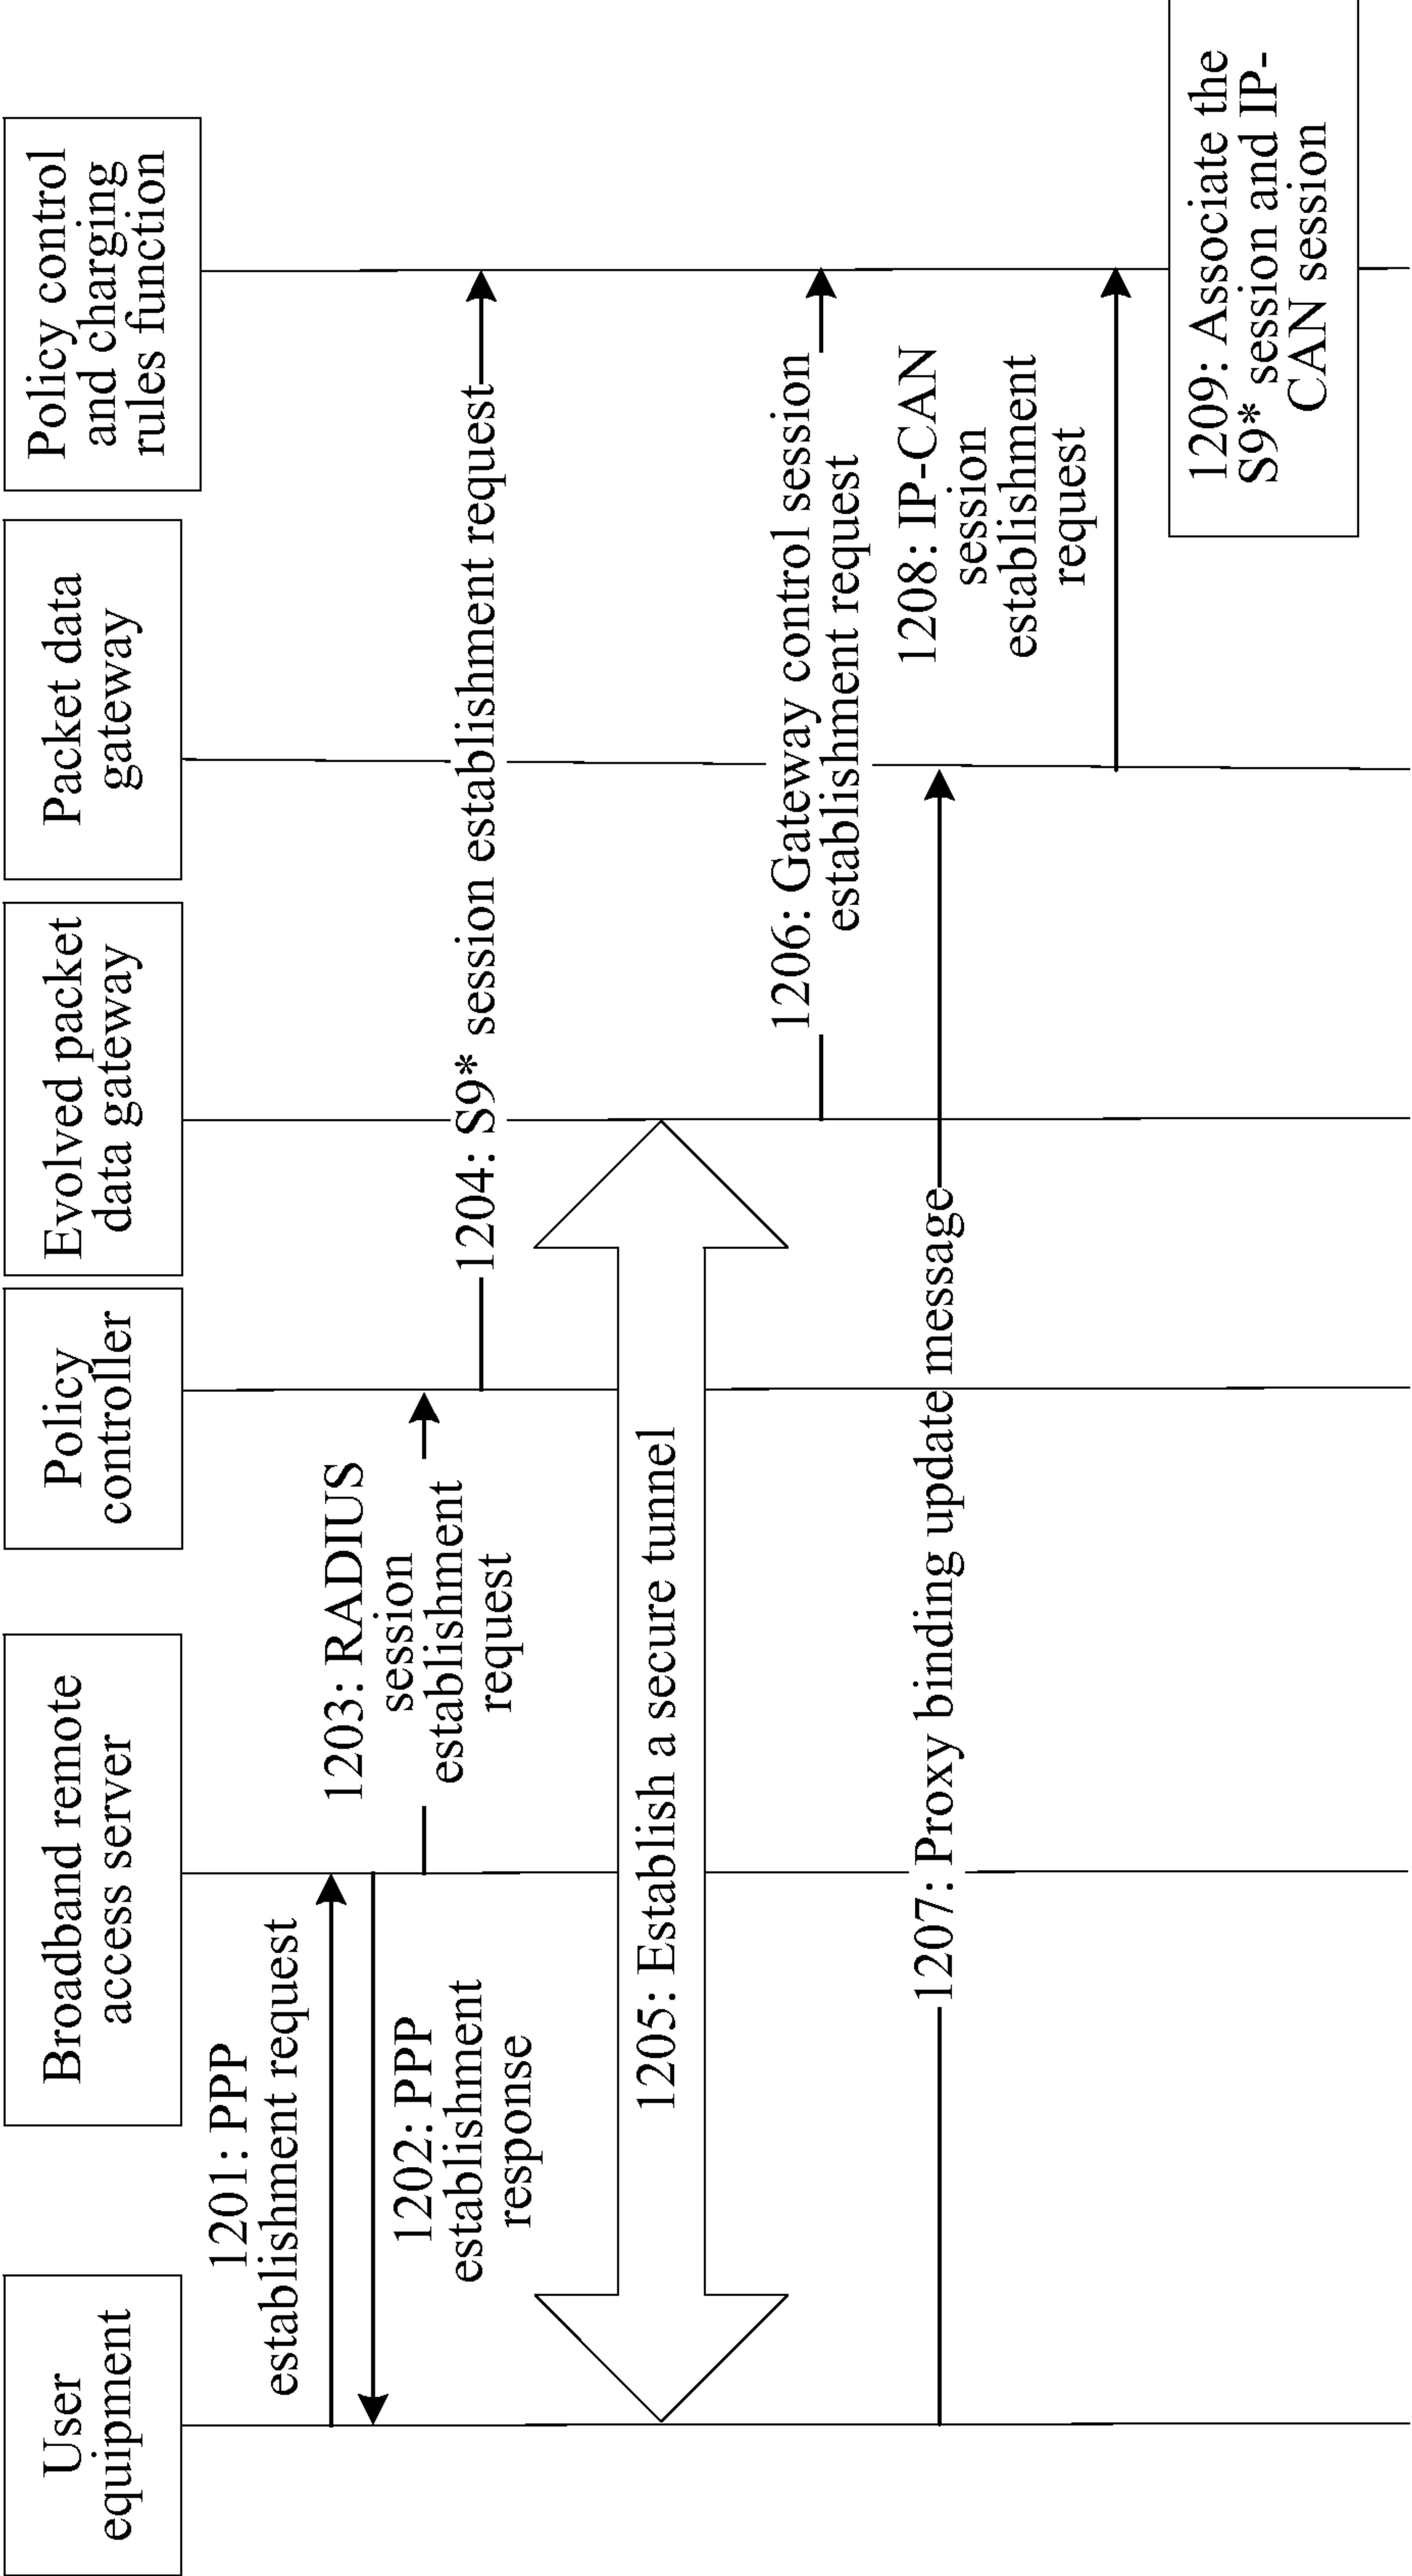 User
equipment
Broadband remote
access server
Policy
controller
Evolved packet
data gateway
Packet data
gateway
Policy control
and charging
rules function
1201: PPP
establishment request
1202: PPP
establishment
response
1203: RADIUS
session
establishment
request
1204: S9* session establishment request
1205: Establish a secure tunnel
1206: Gateway control session
establishment request
1207: Proxy binding update message
1208: IP-CAN
session
establishment
request
1209: Associate the
S9* session and IP-
CAN session